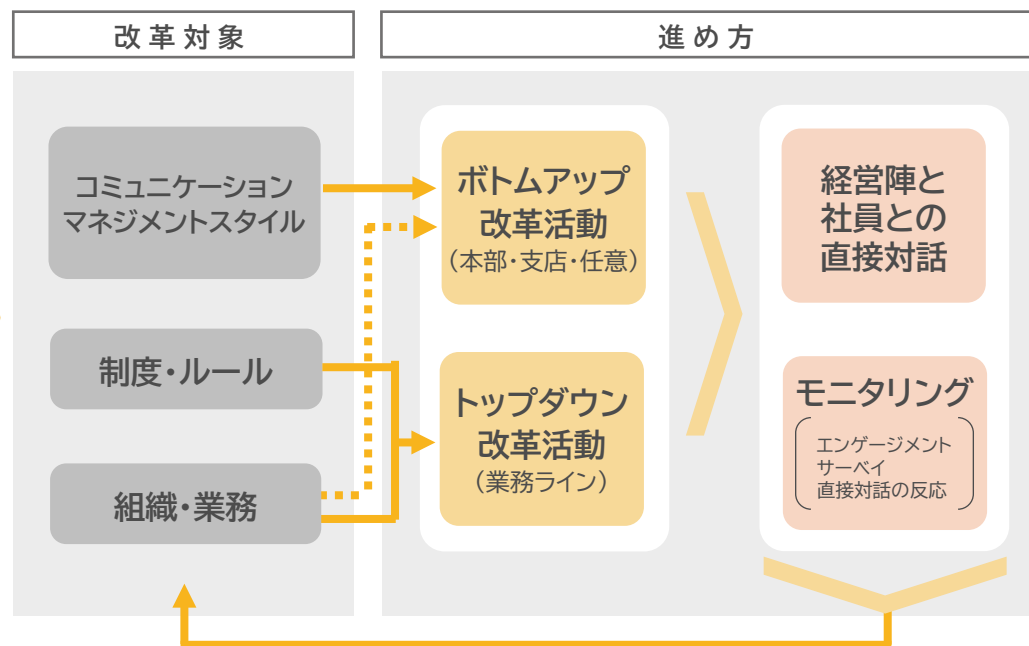 改革対象
進め方
コミュニケーション
マネジメントスタイル
制度・ルール
組織・業務
ボトムアップ
改革活動
（本部・支店・任意）
トップダウン
改革活動
（業務ライン）
経営陣と
社員との
直接対話
モニタリング
エンゲージメント
サーベイ
直接対話の反応